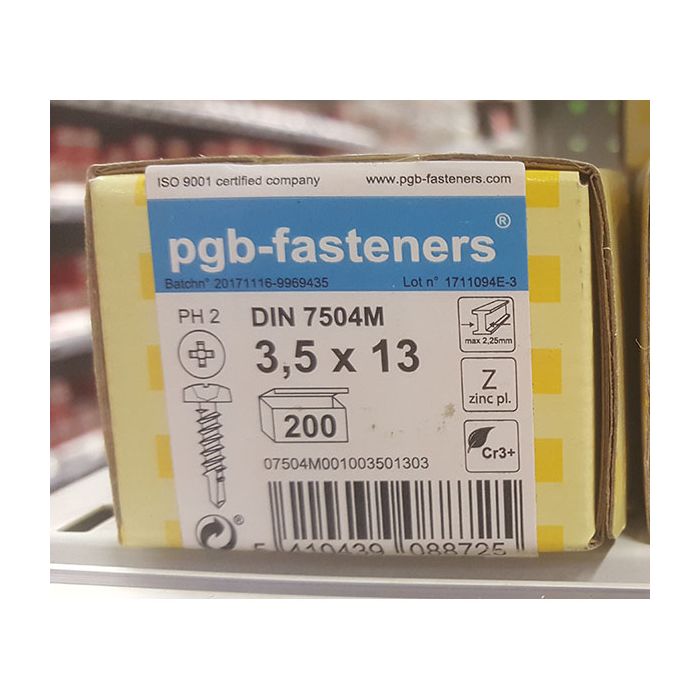 ISO 9001 certified company www.pgb-fasteners.com
pgb-fasteners®
Batchn° 20171116-9969435 Lot n° 1711094E-3
PH 2 DIN 7504M
3,5 x 13
max 2,25mm
Z
zinc pl.
200
Cr3+
07504M001003501303
®
5 410439 088725